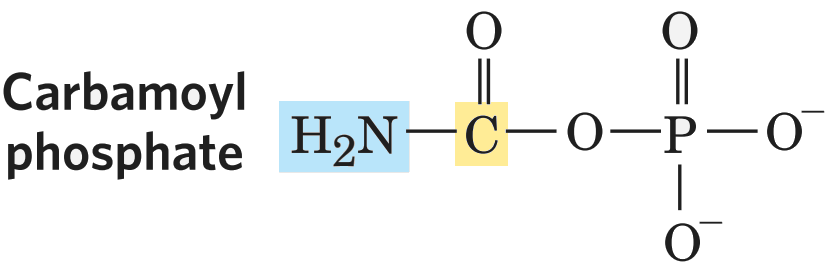 O O
Carbamoyl
phosphate
H₂N—C—O—P—O⁻
O⁻